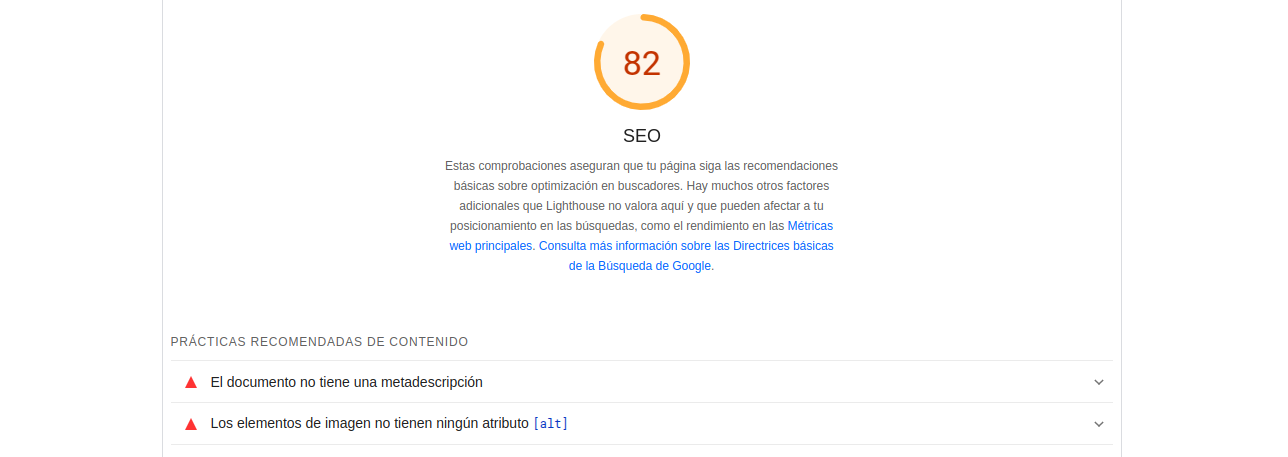 82
SEO
Estas comprobaciones aseguran que tu página siga las recomendaciones
básicas sobre optimización en buscadores. Hay muchos otros factores
adicionales que Lighthouse no valora aquí y que pueden afectar a tu
posicionamiento en las búsquedas, como el rendimiento en las Métricas
web principales. Consulta más información sobre las Directrices básicas
de la Búsqueda de Google.
PRÁCTICAS RECOMENDADAS DE CONTENIDO
El documento no tiene una metadescripción
Los elementos de imagen no tienen ningún atributo [alt]